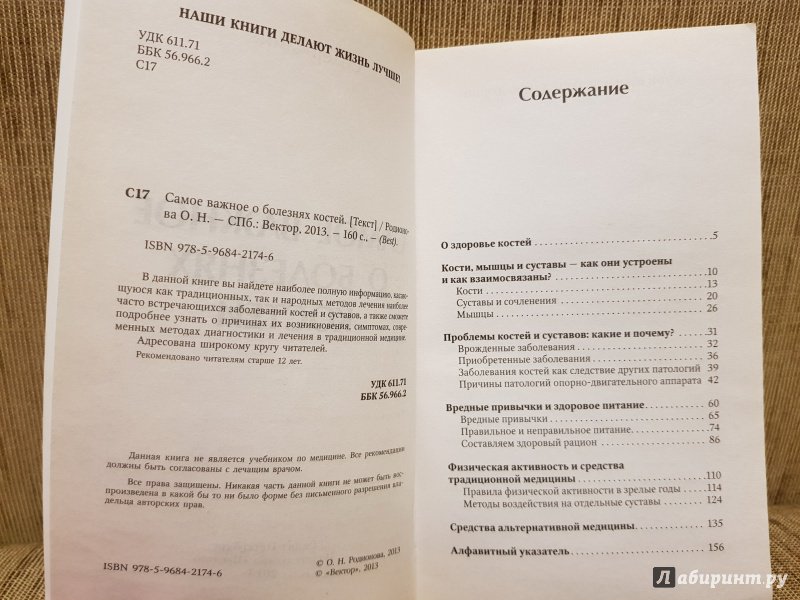 НАШИ КНИГИ ДЕЛАЮТ ЖИЗНЬ ЛУЧШЕ!
УДК 611.71
ББК 56.966.2
С17
С17 Самое важное о болезнях костей. [Текст] / Родионо-
ва О. Н. — СПб.: Вектор, 2013. – 160 с., – (Best).
ISBN 978-5-9684-2174-6
В данной книге вы найдете наиболее полную информацию, касаю-
щуюся как традиционных, так и народных методов лечения наиболее
часто встречающихся заболеваний костей и суставов, а также сможете
подробнее узнать о причинах их возникновения, симптомах, совре-
менных методах диагностики и лечения в традиционной медицине.
Адресована широкому кругу читателей.
Рекомендовано читателям старше 12 лет.
УДК 611.71
ББК 56.966.2
Данная книга не является учебником по медицине. Все рекомендации
должны быть согласованы с лечащим врачом.
Все права защищены. Никакая часть данной книги не может быть вос-
произведена в какой бы то ни было форме без письменного разрешения вла-
дельца авторских прав.
© О. Н. Родионова, 2013
ISBN 978-5-9684-2174-6 © «Вектор», 2013
Содержание
О здоровье костей 5
Кости, мышцы и суставы — как они устроены
и как взаимосвязаны? 10
Кости 13
Суставы и сочленения 20
Мышцы 26
Проблемы костей и суставов: какие и почему? 31
Врожденные заболевания 32
Приобретенные заболевания 36
Заболевания костей как следствие других патологий 39
Причины патологий опорно-двигательного аппарата 42
Вредные привычки и здоровое питание 60
Вредные привычки 65
Правильное и неправильное питание 74
Составляем здоровый рацион 86
Физическая активность и средства
традиционной медицины 110
Правила физической активности в зрелые годы 114
Методы воздействия на отдельные суставы 124
Средства альтернативной медицины 135
Алфавитный указатель 156
Лабиринт.ру